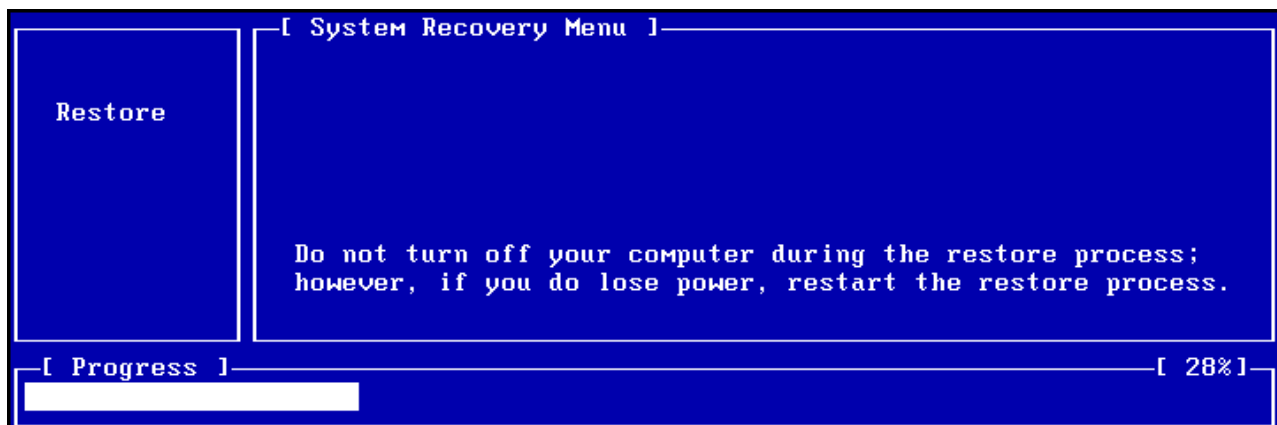 [ System Recovery Menu ]
Restore
Do not turn off your computer during the restore process;
however, if you do lose power, restart the restore process.
[ Progress ] [ 28%]